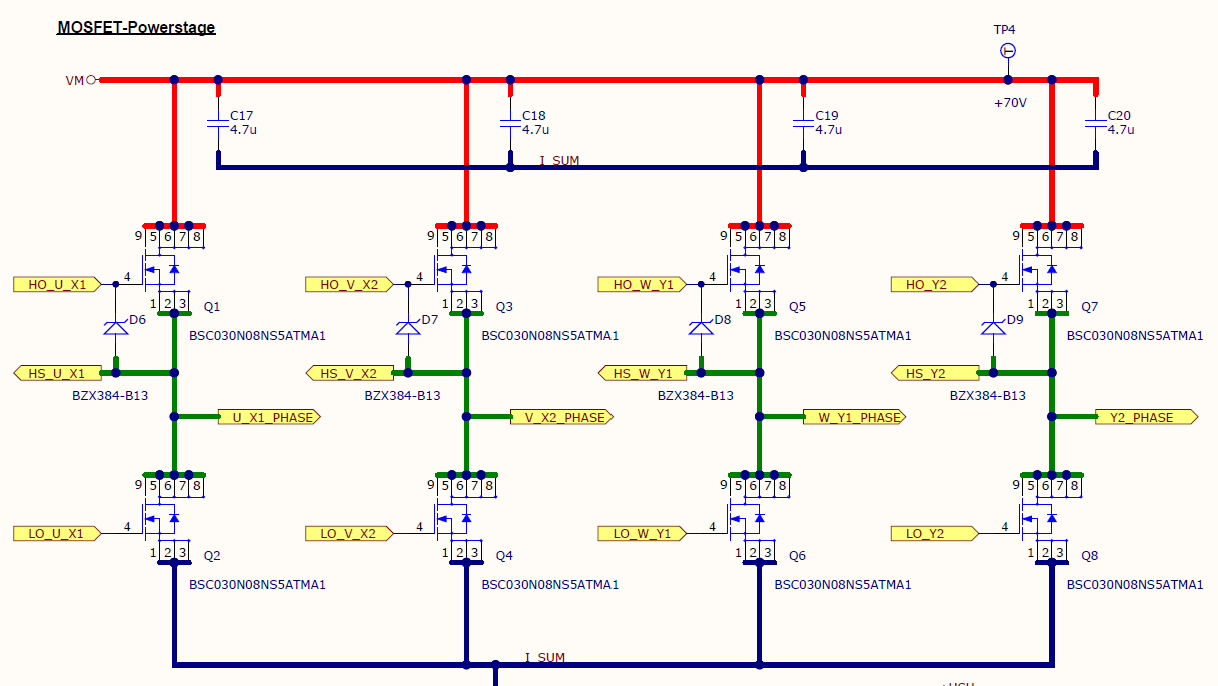 MOSFET-Powerstage
TP4
VM
T
+70V
C17 C18 C19 C20
4.7u 4.7u 4.7u 4.7u
I_SUM
9 5 6 7 8 9 5 6 7 8 9 5 6 7 8 9 5 6 7 8
HO_U_X1 4 HO_V_X2 4 HO_W_Y1 4 HO_Y2 4
1 2 3 Q1 1 2 3 Q3 1 2 3 Q5 1 2 3 Q7
D6 D7 D8 D9
BSC030N08NS5ATMA1 BSC030N08NS5ATMA1 BSC030N08NS5ATMA1 BSC030N08NS5ATMA1
HS_U_X1 HS_V_X2 HS_W_Y1 HS_Y2
BZX384-B13 BZX384-B13 BZX384-B13 BZX384-B13
U_X1_PHASE V_X2_PHASE W_Y1_PHASE Y2_PHASE
9 5 6 7 8 9 5 6 7 8 9 5 6 7 8 9 5 6 7 8
LO_U_X1 4 LO_V_X2 4 LO_W_Y1 4 LO_Y2 4
1 2 3 Q2 1 2 3 Q4 1 2 3 Q6 1 2 3 Q8
BSC030N08NS5ATMA1 BSC030N08NS5ATMA1 BSC030N08NS5ATMA1 BSC030N08NS5ATMA1
I_SUM